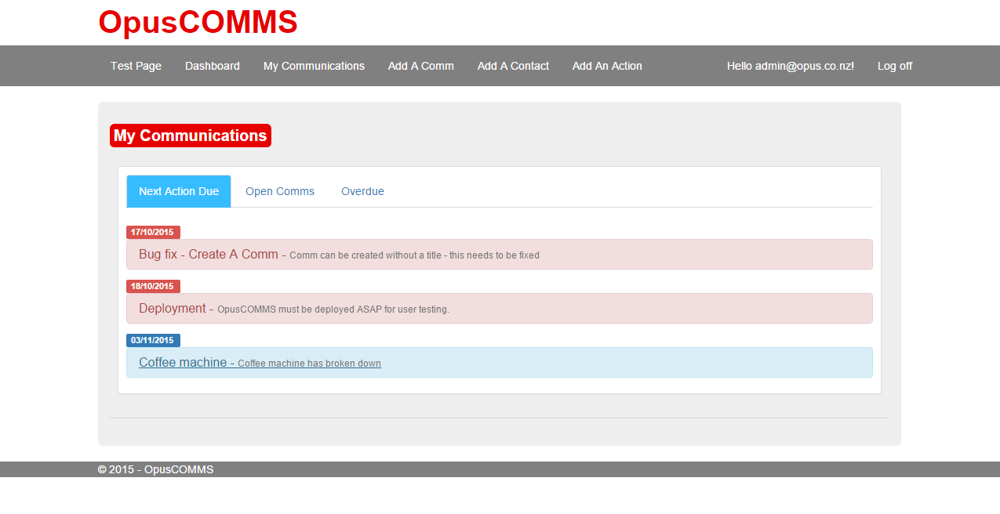 OpusCOMMS
Test Page Dashboard My Communications Add A Comm Add A Contact Add An Action Hello admin@opus.co.nz! Log off
My Communications
Next Action Due Open Comms Overdue
17/10/2015
Bug fix - Create A Comm - Comm can be created without a title - this needs to be fixed
18/10/2015
Deployment - OpusCOMMS must be deployed ASAP for user testing.
03/11/2015
Coffee machine - Coffee machine has broken down
© 2015 - OpusCOMMS